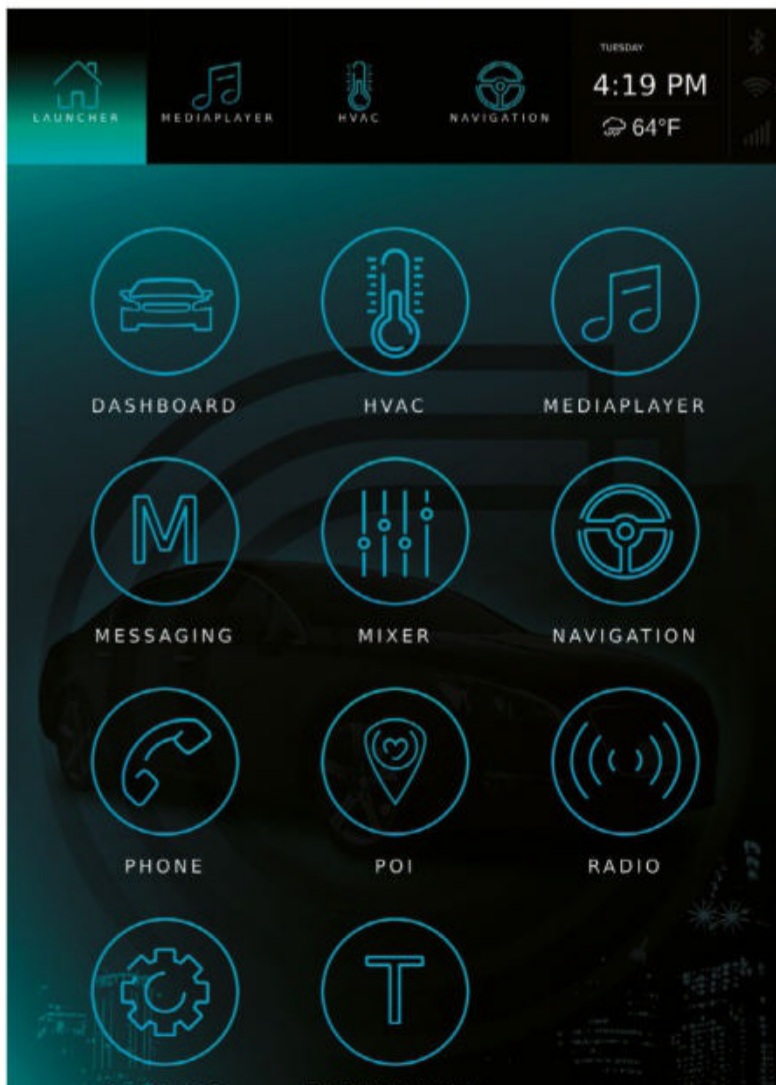 LAUNCHER
MEDIAPLAYER
HVAC
NAVIGATION
TUESDAY
4:19 PM
64°F
DASHBOARD
HVAC
MEDIAPLAYER
M
MESSAGING
MIXER
NAVIGATION
PHONE
POI
RADIO
T